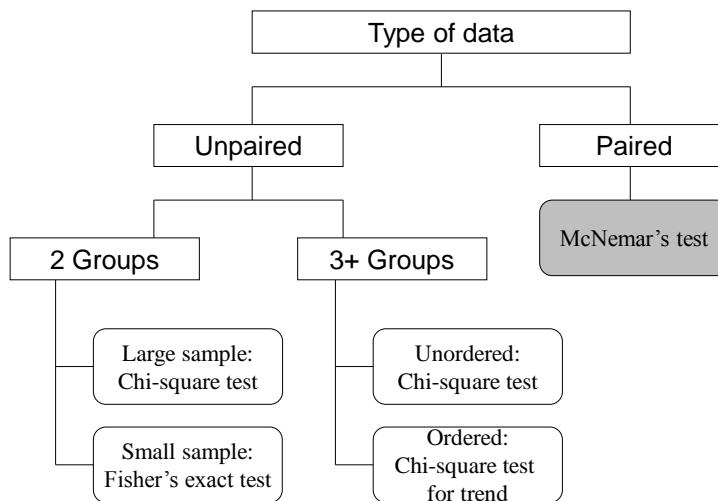 Type of data
Unpaired
Paired
McNemar’s test
2 Groups
3+ Groups
Large sample:
Chi-square test
Unordered:
Chi-square test
Small sample:
Fisher’s exact test
Ordered:
Chi-square test
for trend